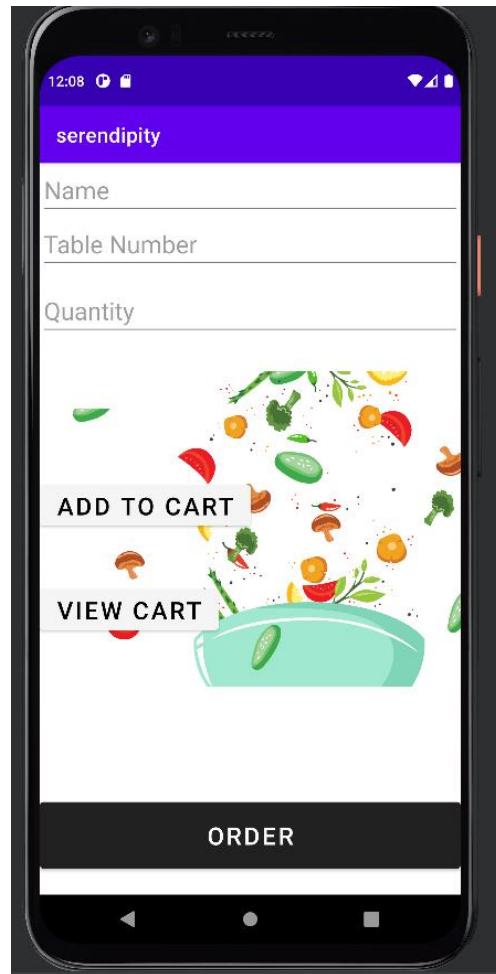 12:08
serendipity
Name
Table Number
Quantity
ADD TO CART
VIEW CART
ORDER